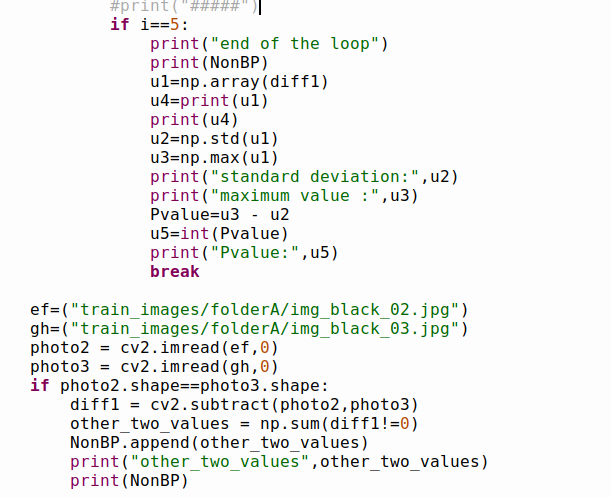 #print("#####")
if i==5:
print("end of the loop")
print(NonBP)
u1=np.array(diff1)
u4=print(u1)
print(u4)
u2=np.std(u1)
u3=np.max(u1)
print("standard deviation:",u2)
print("maximum value :",u3)
Pvalue=u3 - u2
u5=int(Pvalue)
print("Pvalue:",u5)
break
ef=("train_images/folderA/img_black_02.jpg")
gh=("train_images/folderA/img_black_03.jpg")
photo2 = cv2.imread(ef,0)
photo3 = cv2.imread(gh,0)
if photo2.shape==photo3.shape:
diff1 = cv2.subtract(photo2,photo3)
other_two_values = np.sum(diff1!=0)
NonBP.append(other_two_values)
print("other_two_values",other_two_values)
print(NonBP)